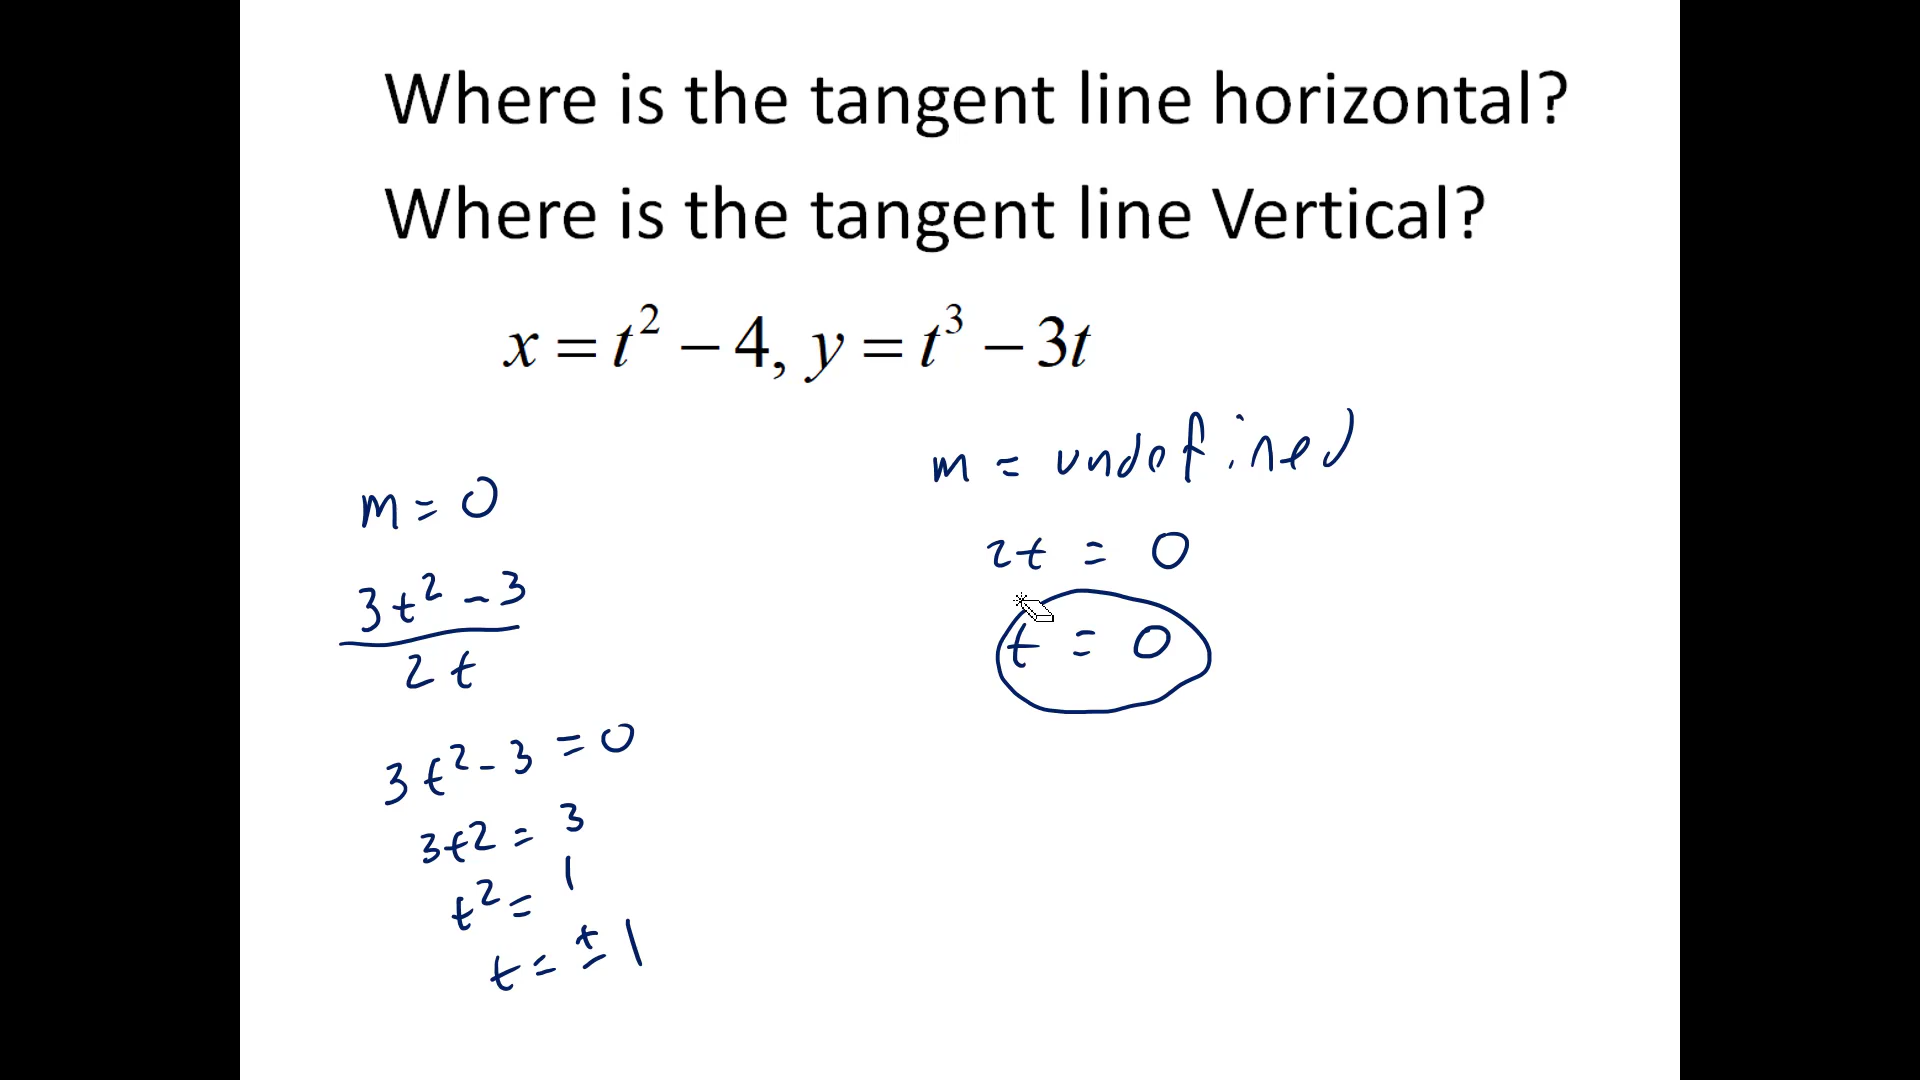 Where is the tangent line horizontal?
Where is the tangent line Vertical?
x = t² − 4, y = t³ − 3t
m = 0
3t² - 3
2t
3t² - 3 = 0
3t2 = 3
t² = 1
t = ± 1
m = undefined
2t = 0
t = 0